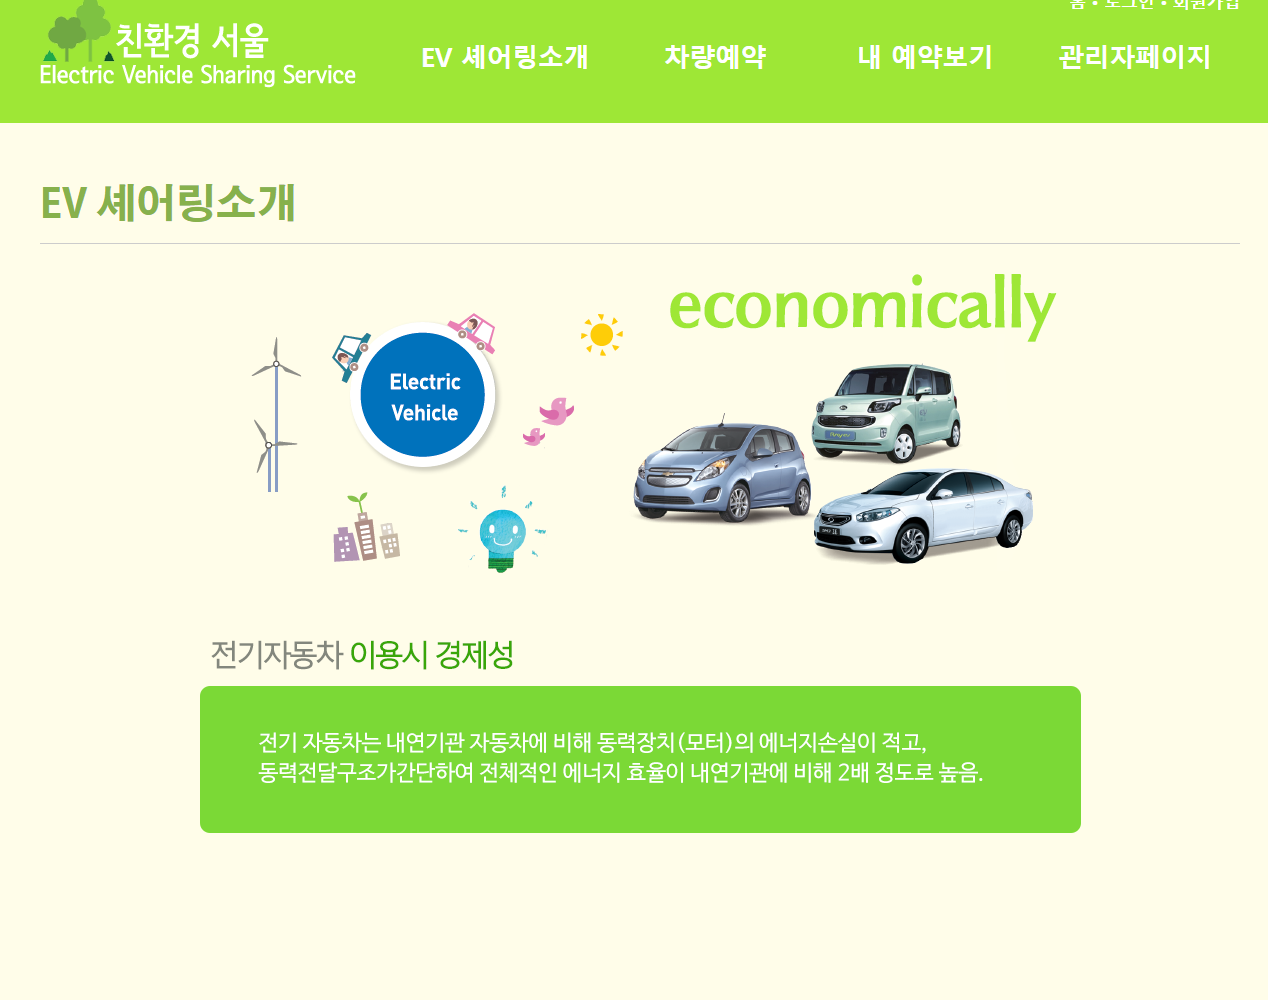 홈 • 로그인 • 회원가입
친환경 서울
Electric Vehicle Sharing Service
EV 셰어링소개
차량예약
내 예약보기
관리자페이지
EV 셰어링소개
economically
Electric
Vehicle
전기자동차 이용시 경제성
전기 자동차는 내연기관 자동차에 비해 동력장치(모터)의 에너지손실이 적고,
동력전달구조가간단하여 전체적인 에너지 효율이 내연기관에 비해 2배 정도로 높음.